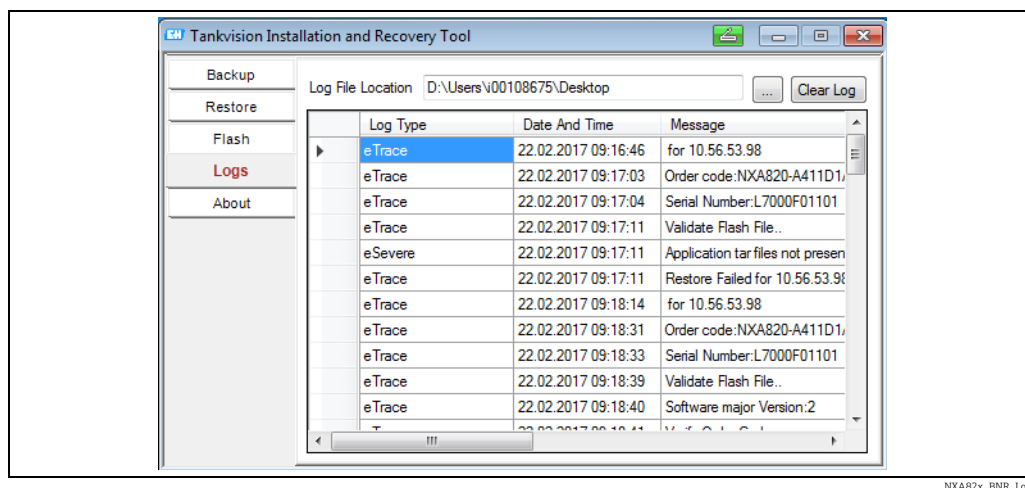 Tankvision Installation and Recovery Tool
Backup
Restore
Flash
Logs
About
Log File Location D:\Users\i00108675\Desktop ... Clear Log
Log Type Date And Time Message
eTrace 22.02.2017 09:16:46 for 10.56.53.98
eTrace 22.02.2017 09:17:03 Order code:NXA820-A411D1
eTrace 22.02.2017 09:17:04 Serial Number:L7000F01101
eTrace 22.02.2017 09:17:11 Validate Flash File..
eSevere 22.02.2017 09:17:11 Application tar files not presen
eTrace 22.02.2017 09:17:11 Restore Failed for 10.56.53.98
eTrace 22.02.2017 09:18:14 for 10.56.53.98
eTrace 22.02.2017 09:18:31 Order code:NXA820-A411D1
eTrace 22.02.2017 09:18:33 Serial Number:L7000F01101
eTrace 22.02.2017 09:18:39 Validate Flash File..
eTrace 22.02.2017 09:18:40 Software major Version:2